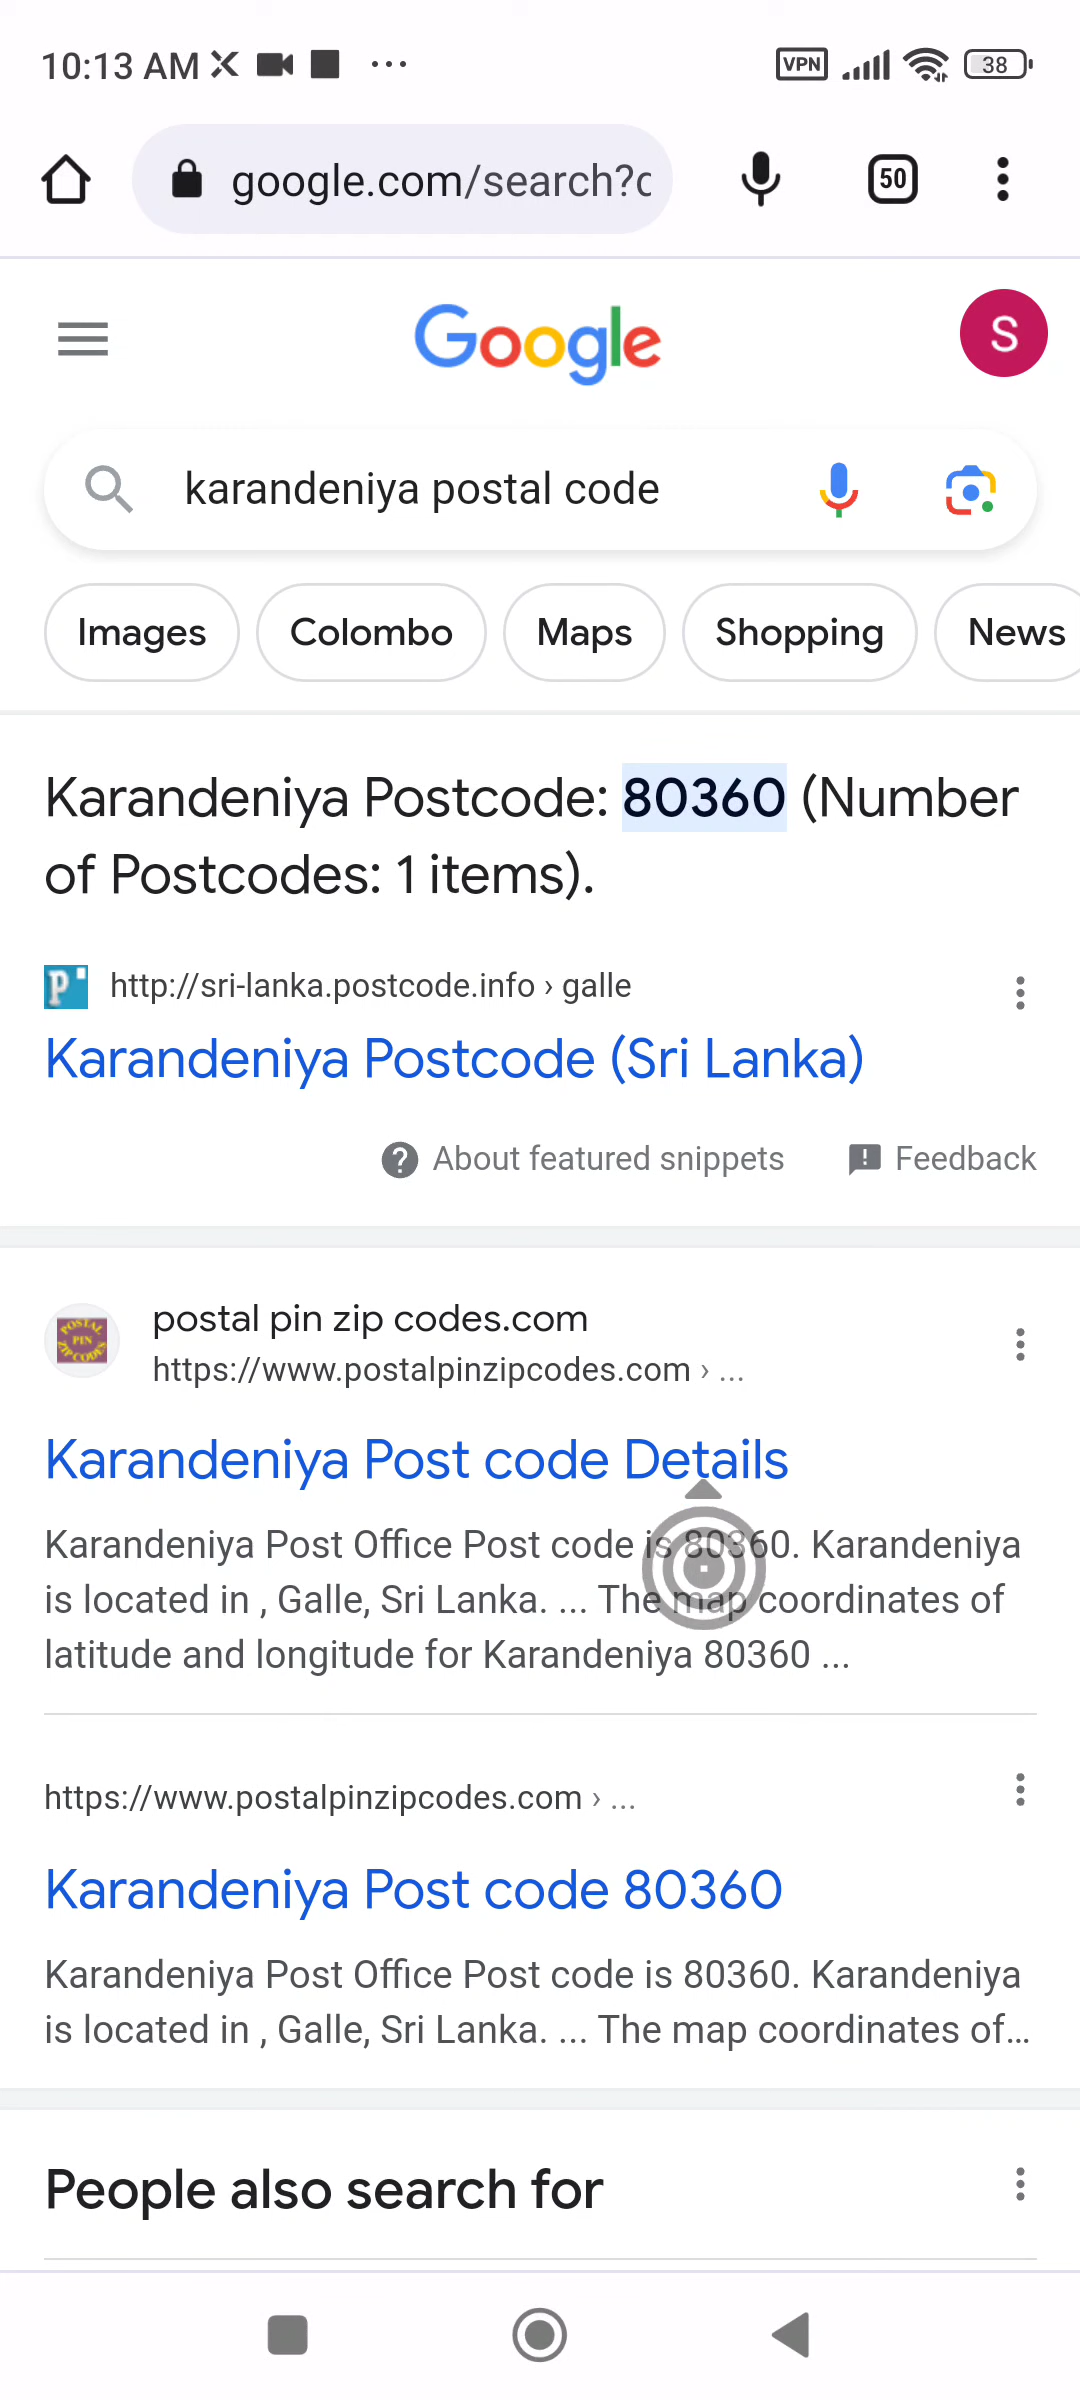 10:13 AM
VPN
38
google.com/search?
50
Google
S
karandeniya postal code
Images
Colombo
Maps
Shopping
News
Karandeniya Postcode: 80360 (Number
of Postcodes: 1 items).
http://sri-lanka.postcode.info › galle
Karandeniya Postcode (Sri Lanka)
About featured snippets
Feedback
POSTAL
PIN
ZIP CODES
postal pin zip codes.com
https://www.postalpinzipcodes.com › ...
Karandeniya Post code Details
Karandeniya Post Office Post code is 80360. Karandeniya
is located in , Galle, Sri Lanka. ... The map coordinates of
latitude and longitude for Karandeniya 80360 ...
https://www.postalpinzipcodes.com › ...
Karandeniya Post code 80360
Karandeniya Post Office Post code is 80360. Karandeniya
is located in , Galle, Sri Lanka. ... The map coordinates of...
People also search for